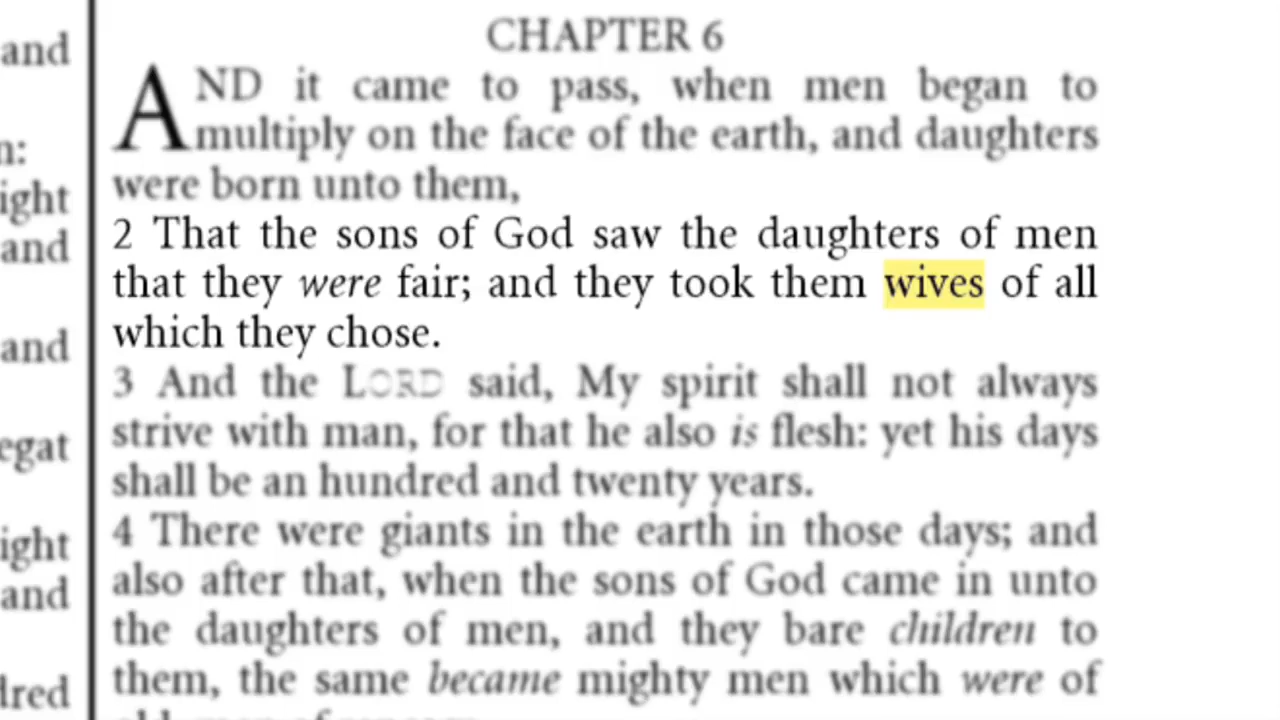 and
n:
ight
and
and
egat
ight
and
dred
CHAPTER 6
AND it came to pass, when men began to
multiply on the face of the earth, and daughters
were born unto them,
2 That the sons of God saw the daughters of men
that they were fair; and they took them wives of all
which they chose.
3 And the LORD said, My spirit shall not always
strive with man, for that he also is flesh: yet his days
shall be an hundred and twenty years.
4 There were giants in the earth in those days; and
also after that, when the sons of God came in unto
the daughters of men, and they bare children to
them, the same became mighty men which were of